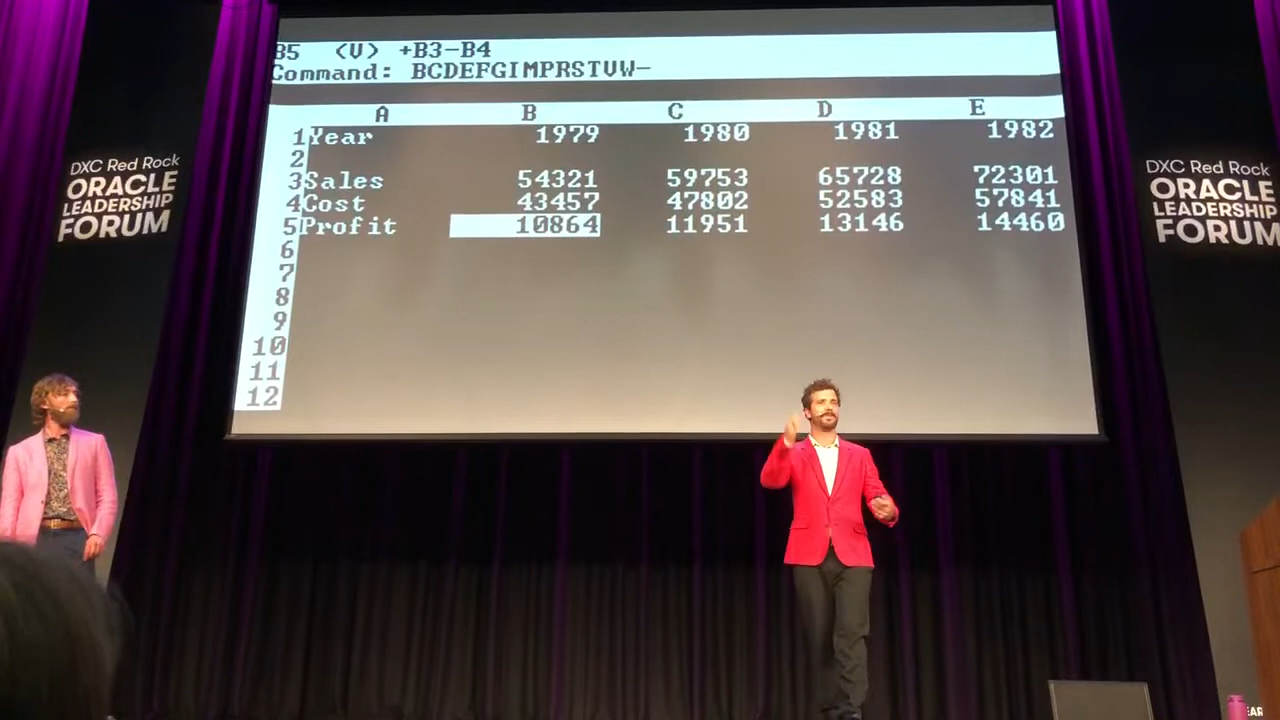 B5 (V) +B3-B4
Command: BCDEFGIMPRSTVW-
A B C D E
1 Year 1979 1980 1981 1982
2
3 Sales 54321 59753 65728 72301
4 Cost 43457 47802 52583 57841
5 Profit 10864 11951 13146 14460
6
7
8
9
10
11
12
DXC Red Rock
ORACLE
LEADERSHIP
FORUM
DXC Red Rock
ORACLE
LEADERSHIP
FORUM